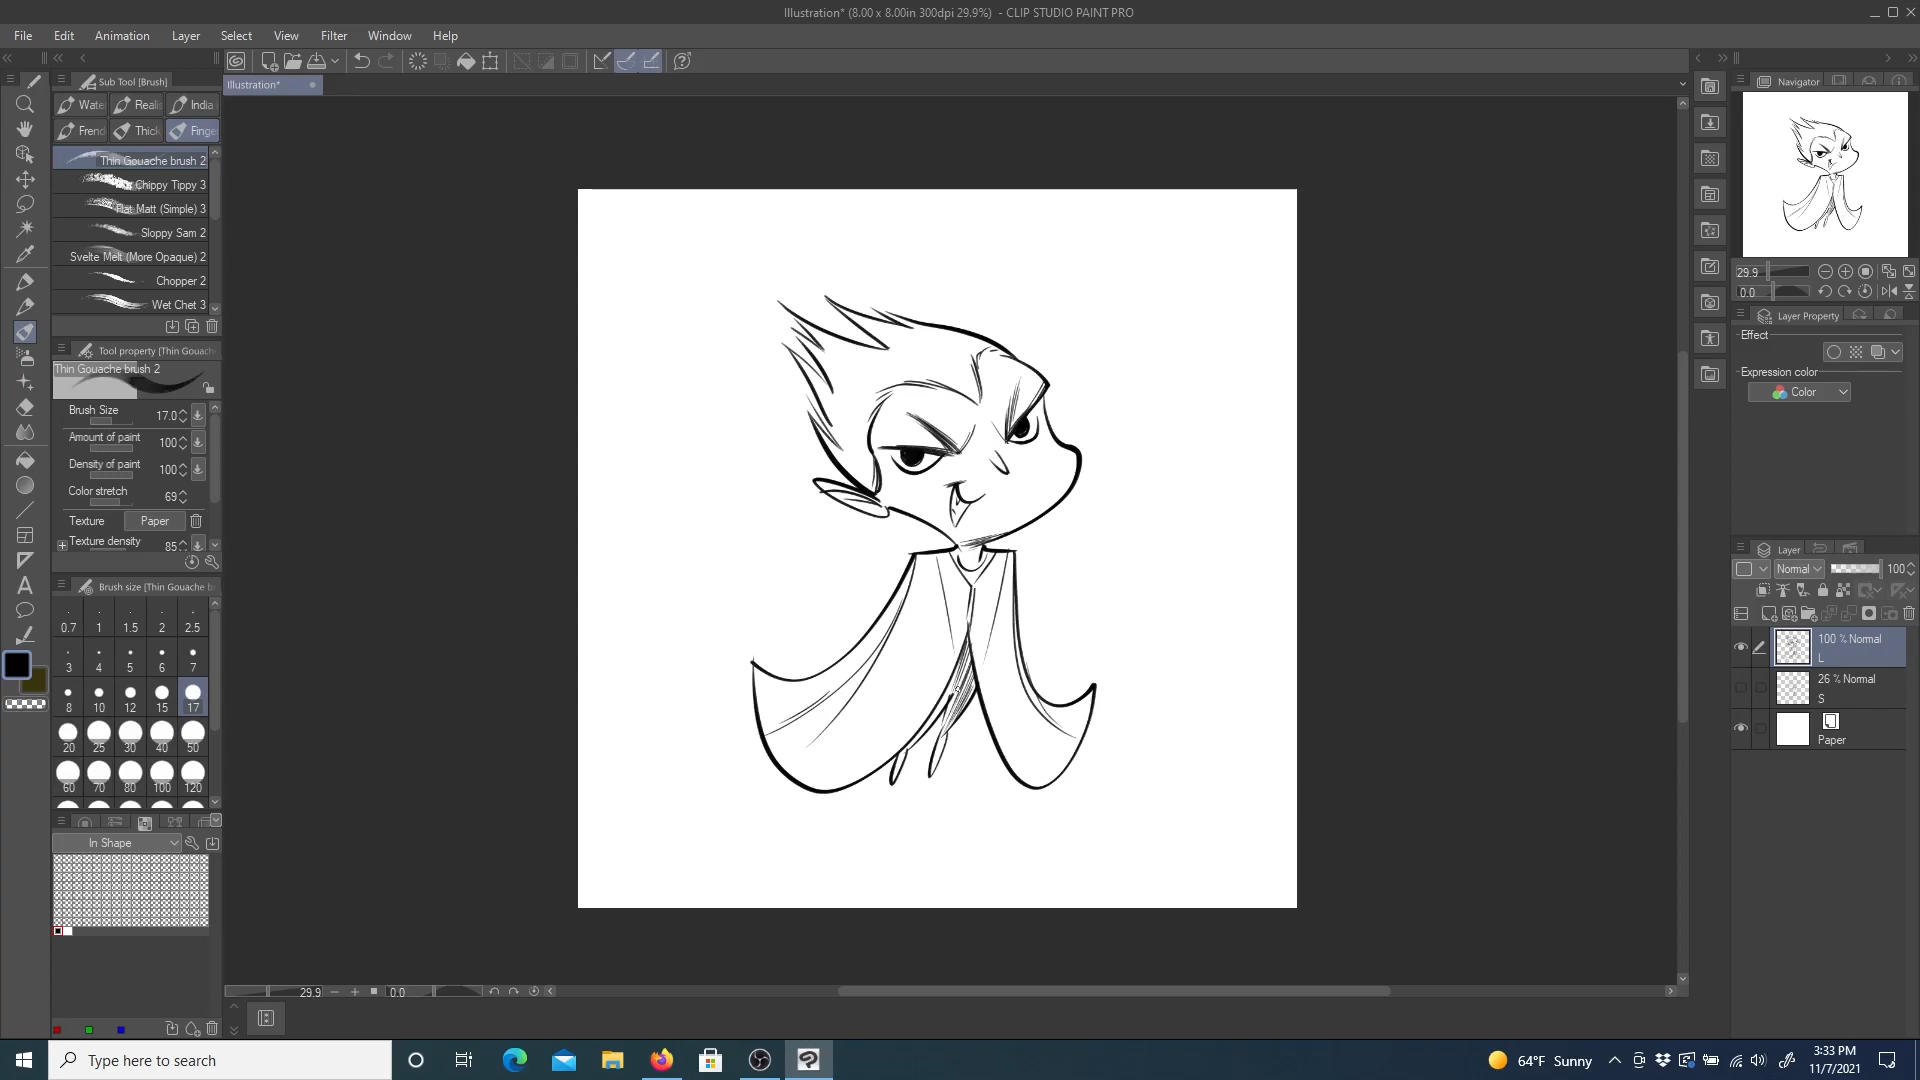 Illustration* (8.00 x 8.00in 300dpi 29.9%) - CLIP STUDIO PAINT PRO
File Edit Animation Layer Select View Filter Window Help
Illustration*
Sub Tool [Brush]
Wate Realis India
Frenc Thick Finge
Thin Gouache brush 2
Chippy Tippy 3
Flat Matt (Simple) 3
Sloppy Sam 2
Svelte Melt (More Opaque) 2
Chopper 2
Wet Chet 3
Tool property [Thin Gouach
Thin Gouache brush 2
Brush Size 17.0
Amount of paint 100
Density of paint 100
Color stretch 69
Texture Paper
Texture density 85
Brush size [Thin Gouache b
0.7 1 1.5 2 2.5
3 4 5 6 7
8 10 12 15 17
20 25 30 40 50
60 70 80 100 120
In Shape
29.9 0.0
Navigator
29.9
0.0
Layer Property
Effect
Expression color
Color
Layer
Normal 100
100 % Normal
L
26 % Normal
S
Paper
Type here to search
64°F Sunny
3:33 PM
11/7/2021